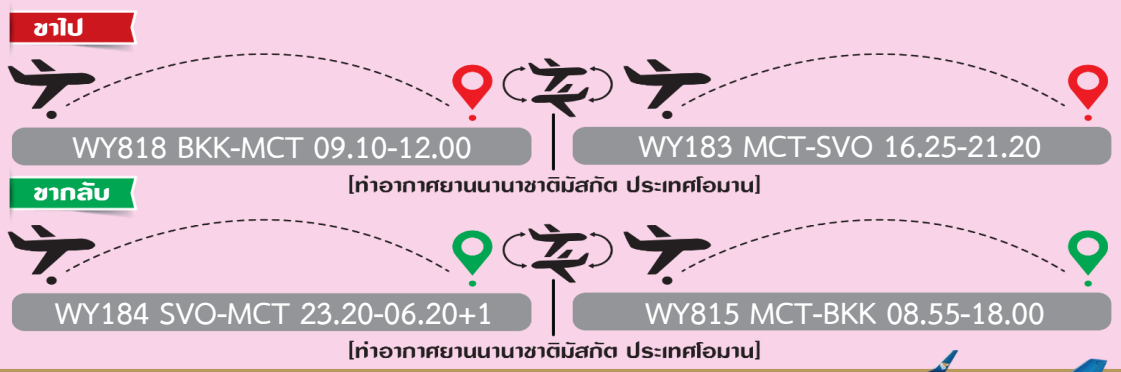 ขาไป
WY818 BKK-MCT 09.10-12.00
WY183 MCT-SVO 16.25-21.20
[ท่าอากาศยานนานาชาติมัสกัต ประเทศโอมาน]
ขากลับ
WY184 SVO-MCT 23.20-06.20+1
WY815 MCT-BKK 08.55-18.00
[ท่าอากาศยานนานาชาติมัสกัต ประเทศโอมาน]